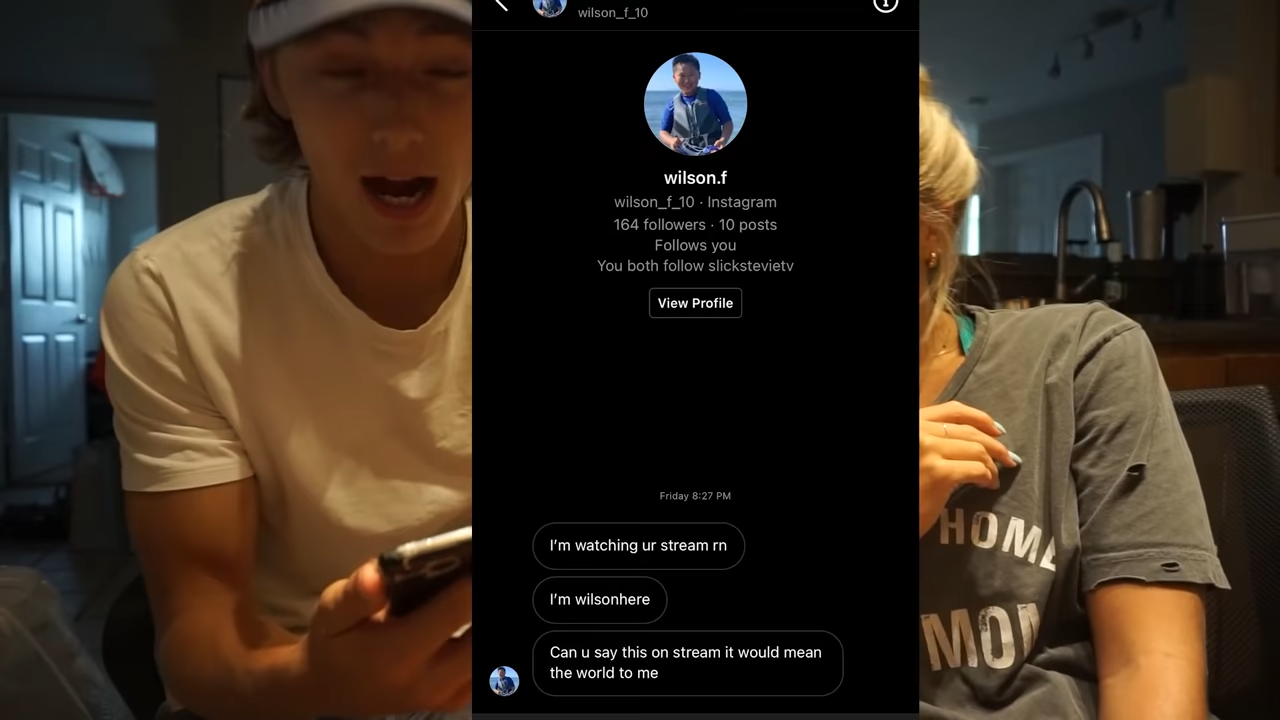 wilson_f_10
wilson.f
wilson_f_10 · Instagram
164 followers · 10 posts
Follows you
You both follow slickstevietv
View Profile
Friday 8:27 PM
I’m watching ur stream rn
I’m wilsonhere
Can u say this on stream it would mean
the world to me
HOME
MOM